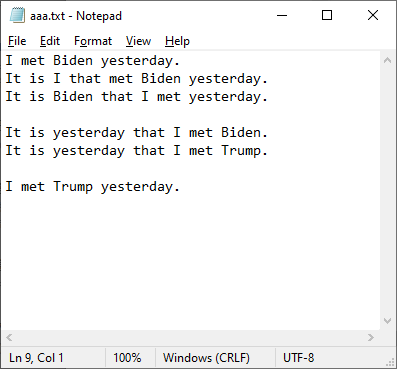 aaa.txt - Notepad
File Edit Format View Help
I met Biden yesterday.
It is I that met Biden yesterday.
It is Biden that I met yesterday.
It is yesterday that I met Biden.
It is yesterday that I met Trump.
I met Trump yesterday.
Ln 9, Col 1 100% Windows (CRLF) UTF-8